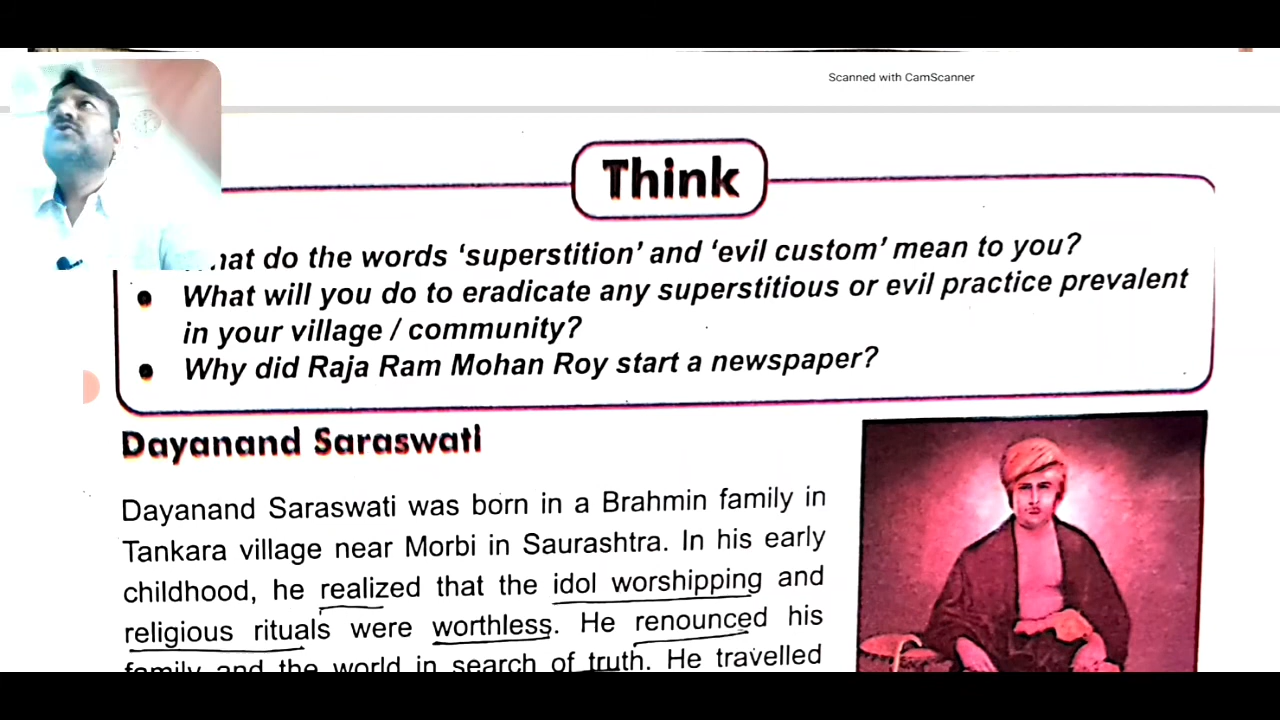 Scanned with CamScanner
Think
hat do the words 'superstition' and 'evil custom' mean to you?
What will you do to eradicate any superstitious or evil practice prevalent
in your village / community?
Why did Raja Ram Mohan Roy start a newspaper?
Dayanand Saraswati
Dayanand Saraswati was born in a Brahmin family in
Tankara village near Morbi in Saurashtra. In his early
childhood, he realized that the idol worshipping and
religious rituals were worthless. He renounced his
family and the world in search of truth. He travelled